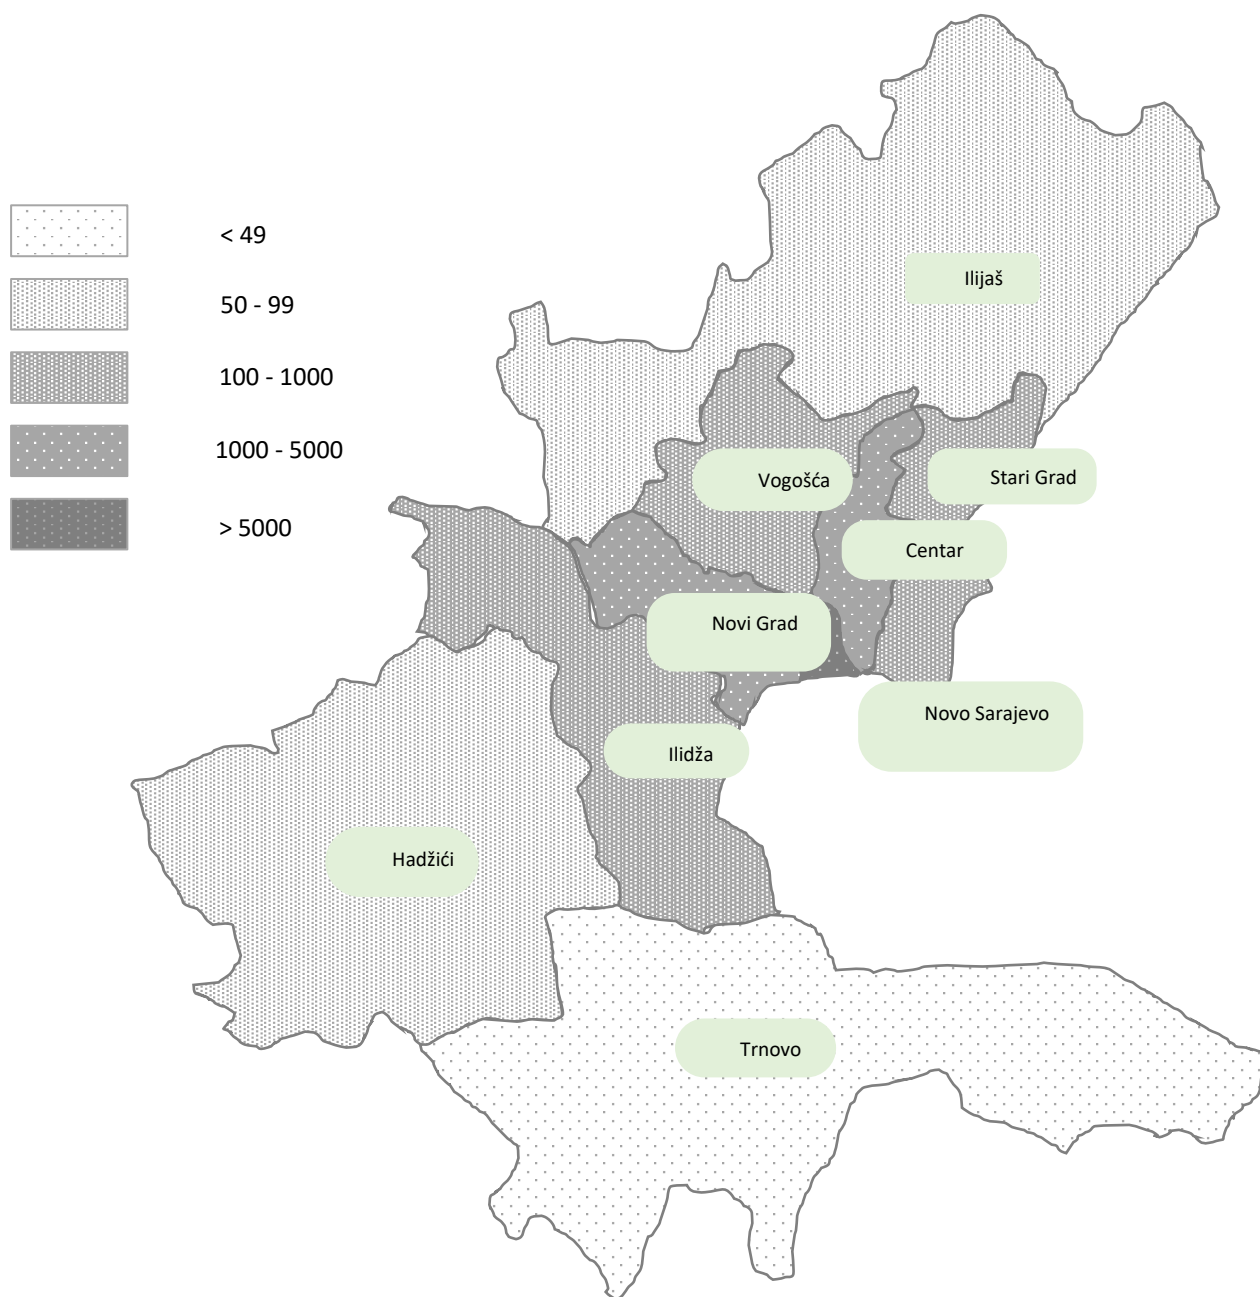 < 49
50 - 99
100 - 1000
1000 - 5000
> 5000
Ilijaš
Vogošća
Stari Grad
Centar
Novi Grad
Novo Sarajevo
Ilidža
Hadžići
Trnovo